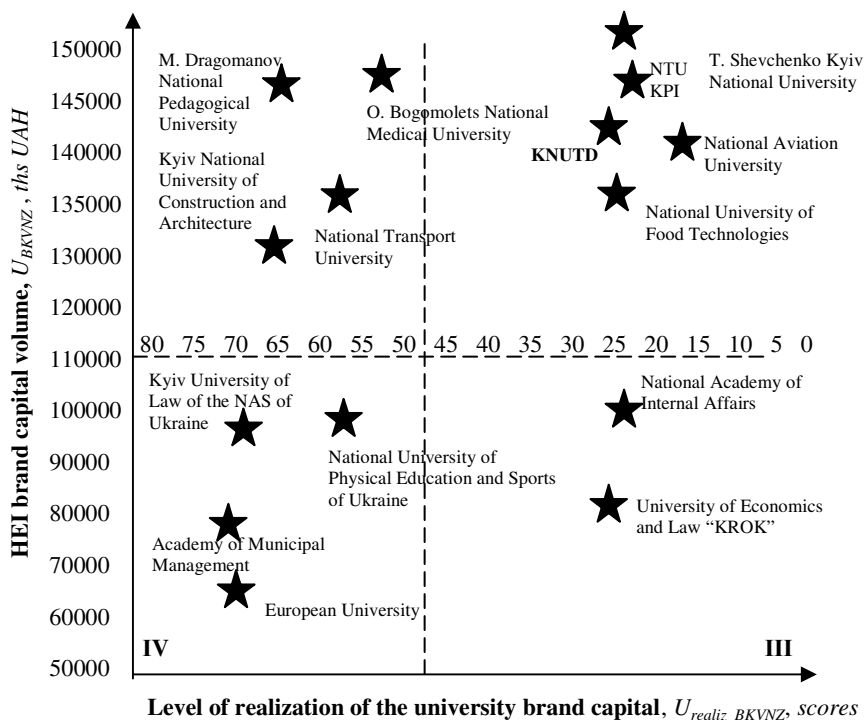 HEI brand capital volume, U_BKVNZ , ths UAH
150000
145000
140000
135000
130000
120000
110000
100000
90000
80000
70000
60000
50000
M. Dragomanov
National
Pedagogical
University
O. Bogomolets National
Medical University
Kyiv National
University of
Construction and
Architecture
National Transport
University
NTU
KPI
T. Shevchenko Kyiv
National University
KNUTD
National Aviation
University
National University of
Food Technologies
80 75 70 65 60 55 50 45 40 35 30 25 20 15 10 5 0
Kyiv University of
Law of the NAS of
Ukraine
National University of
Physical Education and Sports
of Ukraine
Academy of Municipal
Management
European University
National Academy of
Internal Affairs
University of Economics
and Law “KROK”
IV
III
Level of realization of the university brand capital, U_realiz_BKVNZ, scores